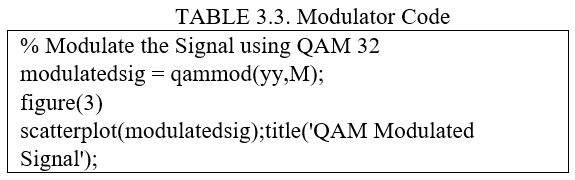 TABLE 3.3. Modulator Code
% Modulate the Signal using QAM 32
modulatedsig = qammod(yy,M);
figure(3)
scatterplot(modulatedsig);title('QAM Modulated
Signal');